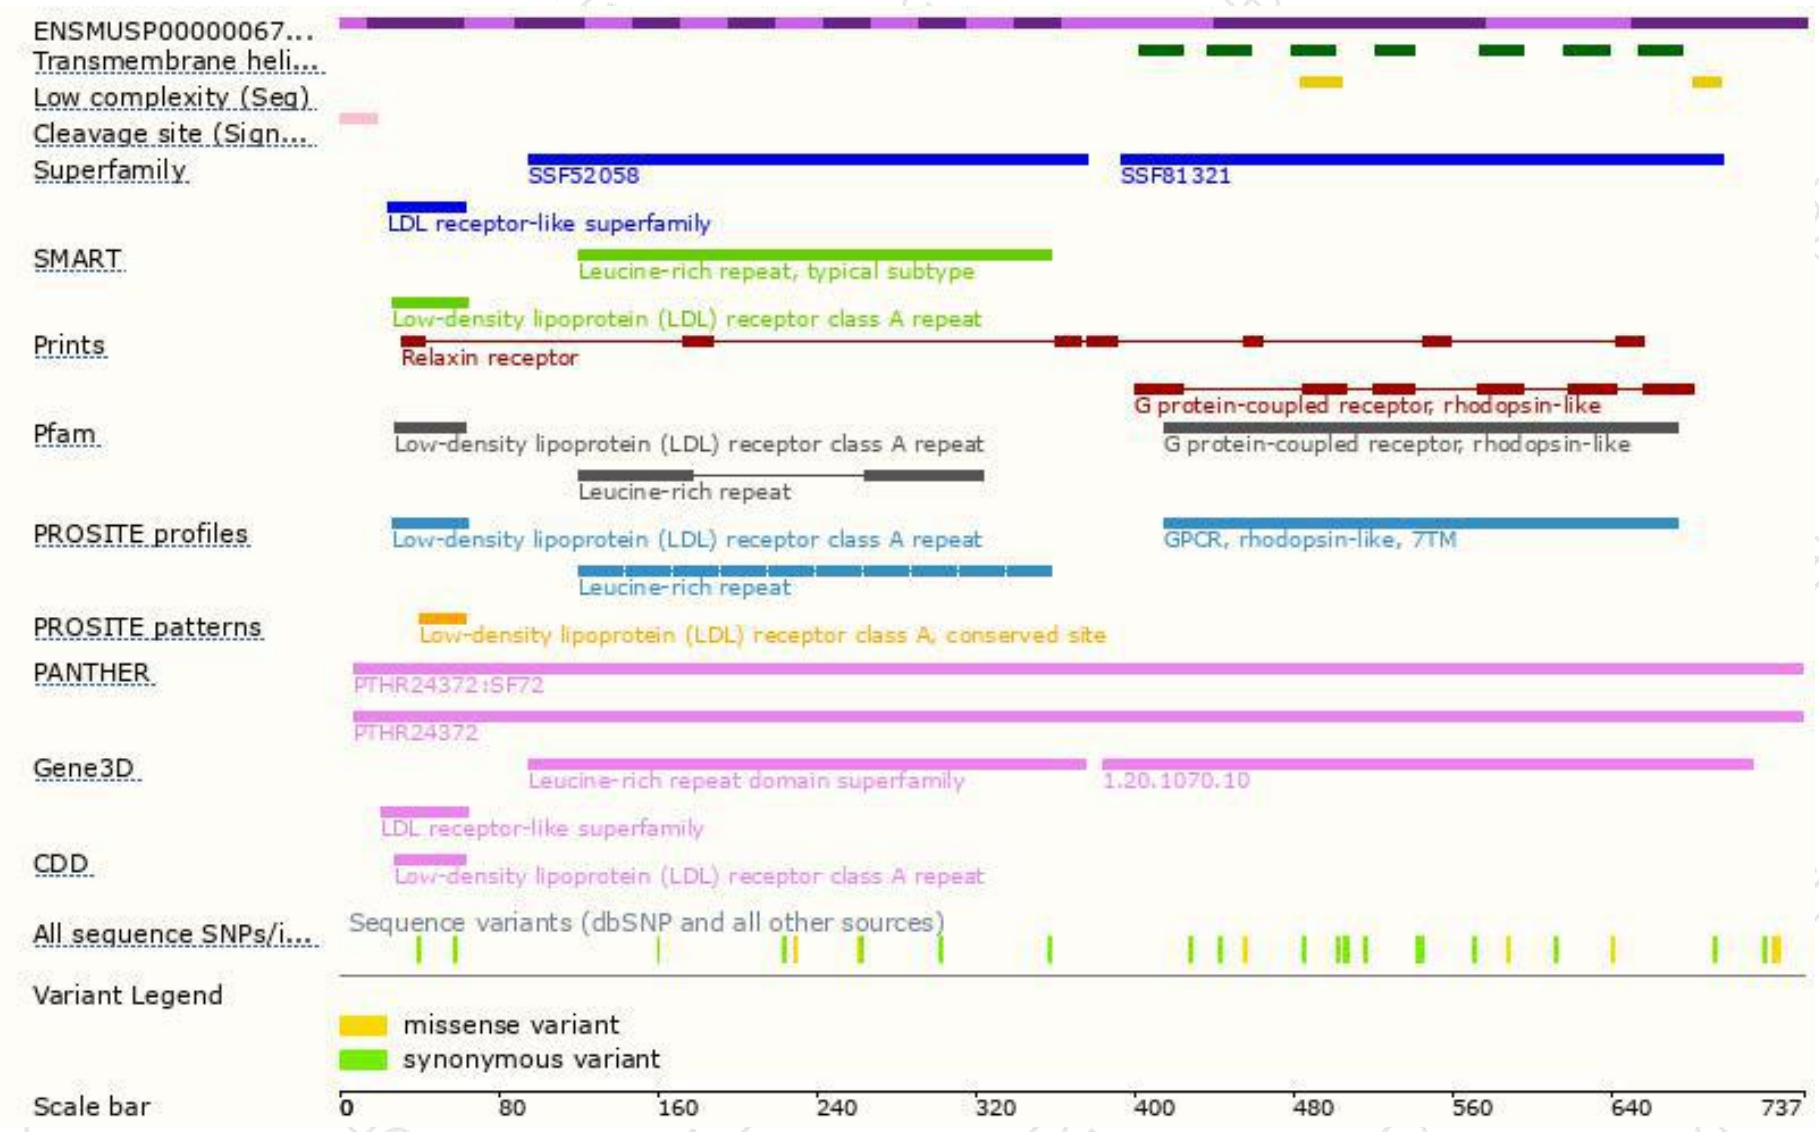 ENSMUSP00000067...
Transmembrane heli...
Low complexity (Seg)
Cleavage site (Sign...
Superfamily
SSF52058
SSF81321
LDL receptor-like superfamily
SMART
Leucine-rich repeat, typical subtype
Low-density lipoprotein (LDL) receptor class A repeat
Prints
Relaxin receptor
G protein-coupled receptor, rhodopsin-like
Pfam
Low-density lipoprotein (LDL) receptor class A repeat
G protein-coupled receptor, rhodopsin-like
Leucine-rich repeat
PROSITE profiles
Low-density lipoprotein (LDL) receptor class A repeat
GPCR, rhodopsin-like, 7TM
Leucine-rich repeat
PROSITE patterns
Low-density lipoprotein (LDL) receptor class A, conserved site
PANTHER
PTHR24372:SF72
PTHR24372
Gene3D
Leucine-rich repeat domain superfamily
1.20.1070.10
LDL receptor-like superfamily
CDD
Low-density lipoprotein (LDL) receptor class A repeat
All sequence SNPs/i...
Sequence variants (dbSNP and all other sources)
Variant Legend
missense variant
synonymous variant
Scale bar
0 80 160 240 320 400 480 560 640 737